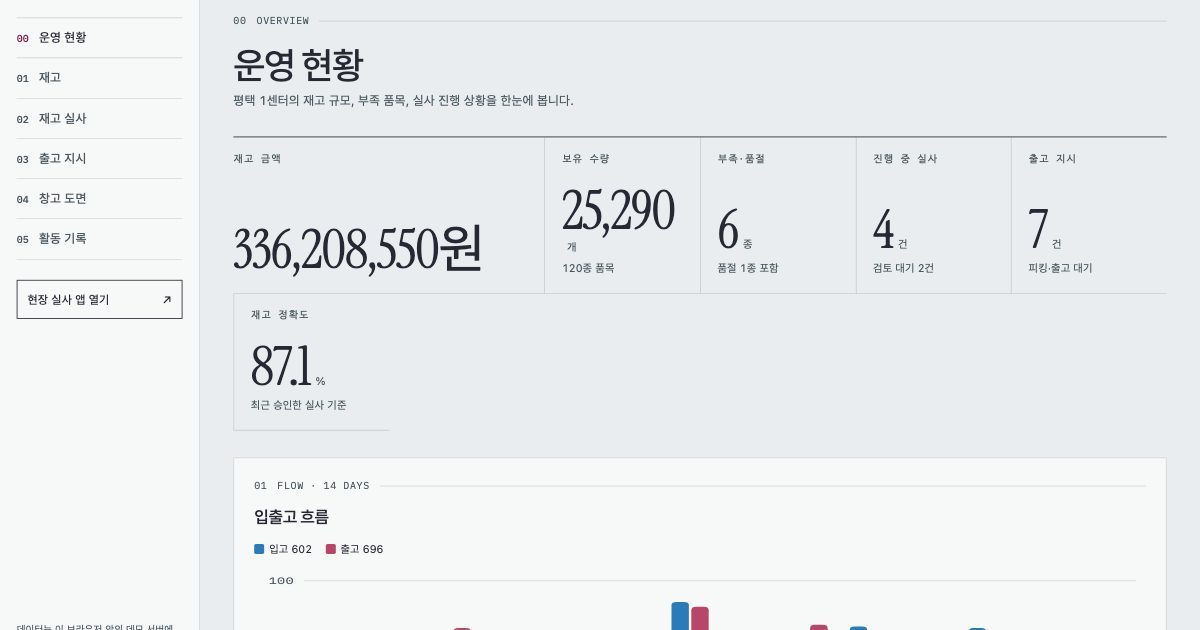 00 운영 현황
01 재고
02 재고 실사
03 출고 지시
04 창고 도면
05 활동 기록
현장 실사 앱 열기
00 OVERVIEW
운영 현황
평택 1센터의 재고 규모, 부족 품목, 실사 진행 상황을 한눈에 봅니다.
재고 금액
336,208,550원
보유 수량
25,290
개
120종 품목
부족·품절
6 종
품절 1종 포함
진행 중 실사
4 건
검토 대기 2건
출고 지시
7 건
피킹·출고 대기
재고 정확도
87.1 %
최근 승인한 실사 기준
01 FLOW · 14 DAYS
입출고 흐름
입고 602 출고 696
100